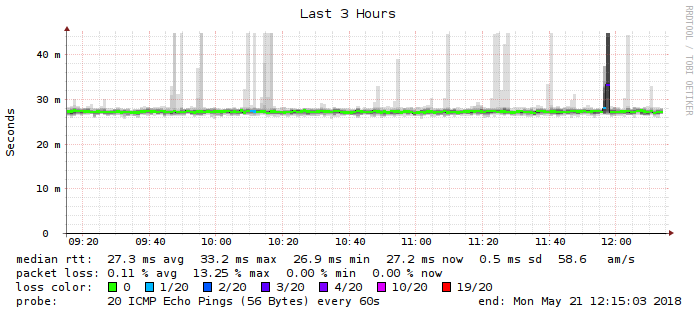 Last 3 Hours
RRDTOOL / TOBI OETIKER
Seconds
40 m
30 m
20 m
10 m
0
09:20 09:40 10:00 10:20 10:40 11:00 11:20 11:40 12:00
median rtt: 27.3 ms avg 33.2 ms max 26.9 ms min 27.2 ms now 0.5 ms sd 58.6 am/s
packet loss: 0.11 % avg 13.25 % max 0.00 % min 0.00 % now
loss color: 0 1/20 2/20 3/20 4/20 10/20 19/20
probe: 20 ICMP Echo Pings (56 Bytes) every 60s end: Mon May 21 12:15:03 2018